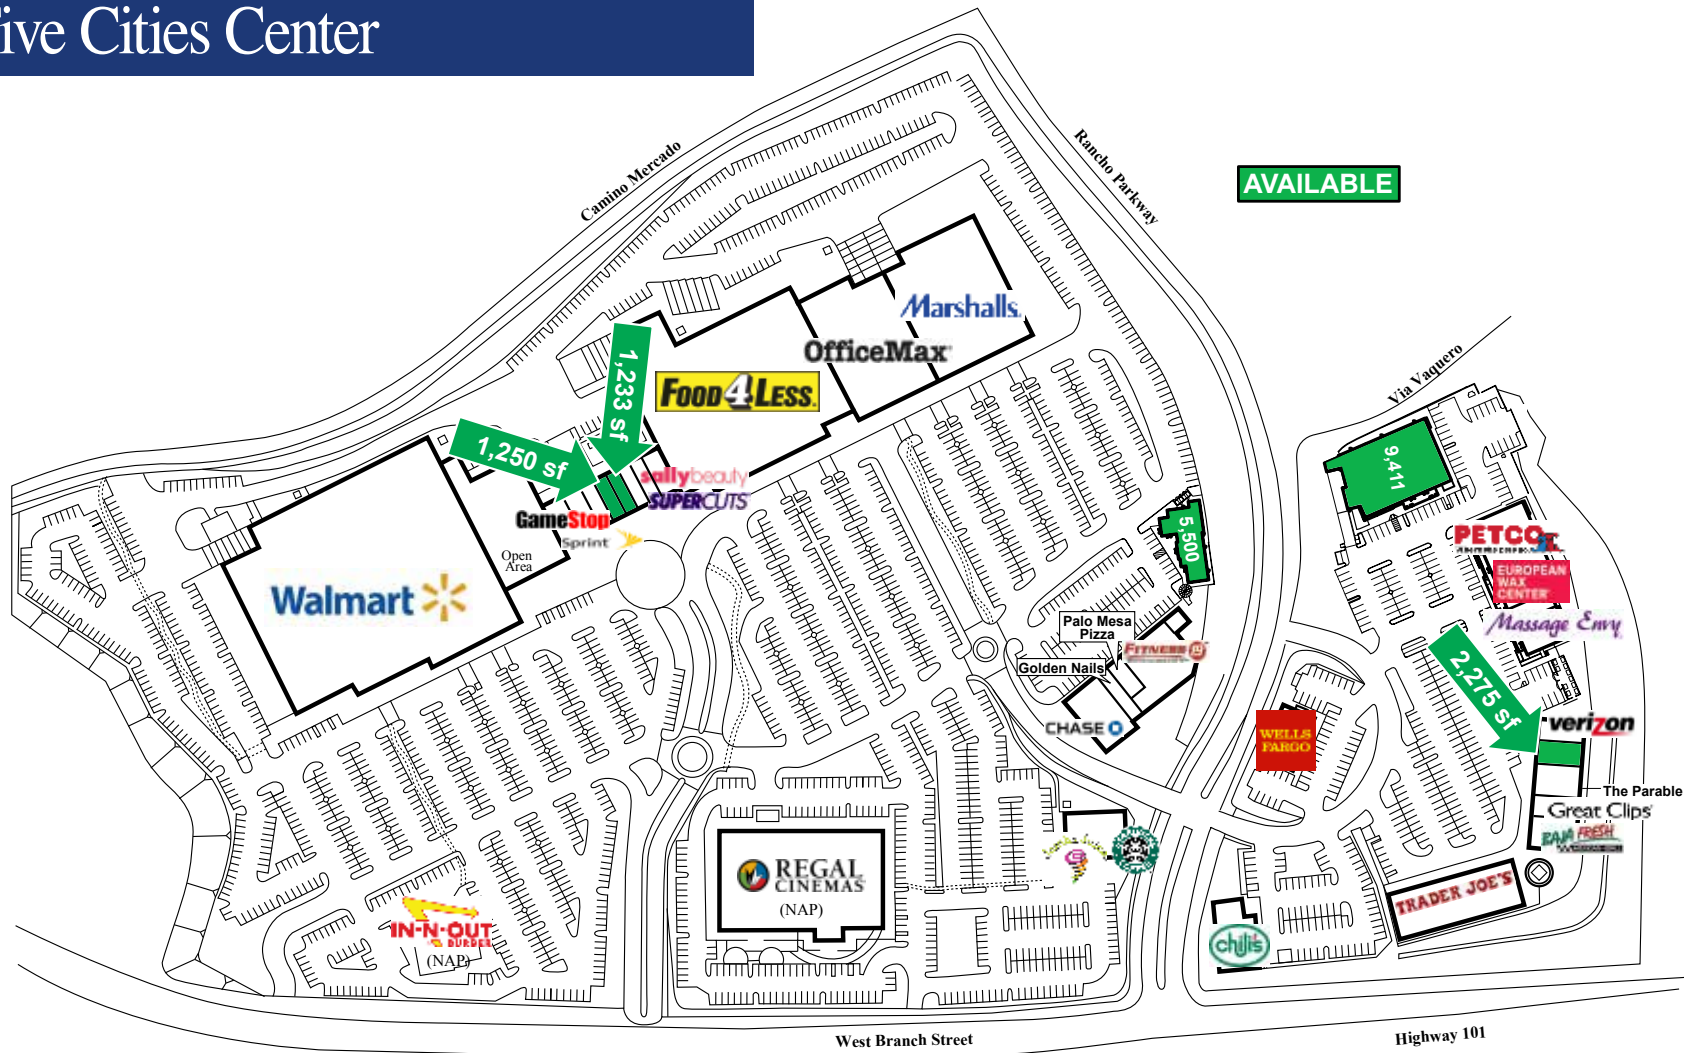 ive Cities Center
Camino Mercado
Rancho Parkway
AVAILABLE
Marshalls.
OfficeMax
1,233 sf
FOOD 4 LESS.
Via Vaquero
1,250 sf
sallybeauty
SUPERCUTS
GameStop
Sprint
Open
Area
Walmart
9,411
5,500
PETCO
EUROPEAN
WAX
CENTER
Massage Envy
Palo Mesa
Pizza
FITNESS
Golden Nails
2,275 sf
CHASE
WELLS
FARGO
verizon
The Parable
Great Clips
BAJA FRESH
REGAL
CINEMAS
(NAP)
TRADER JOE'S
IN-N-OUT
BURGER
(NAP)
chili's
West Branch Street
Highway 101